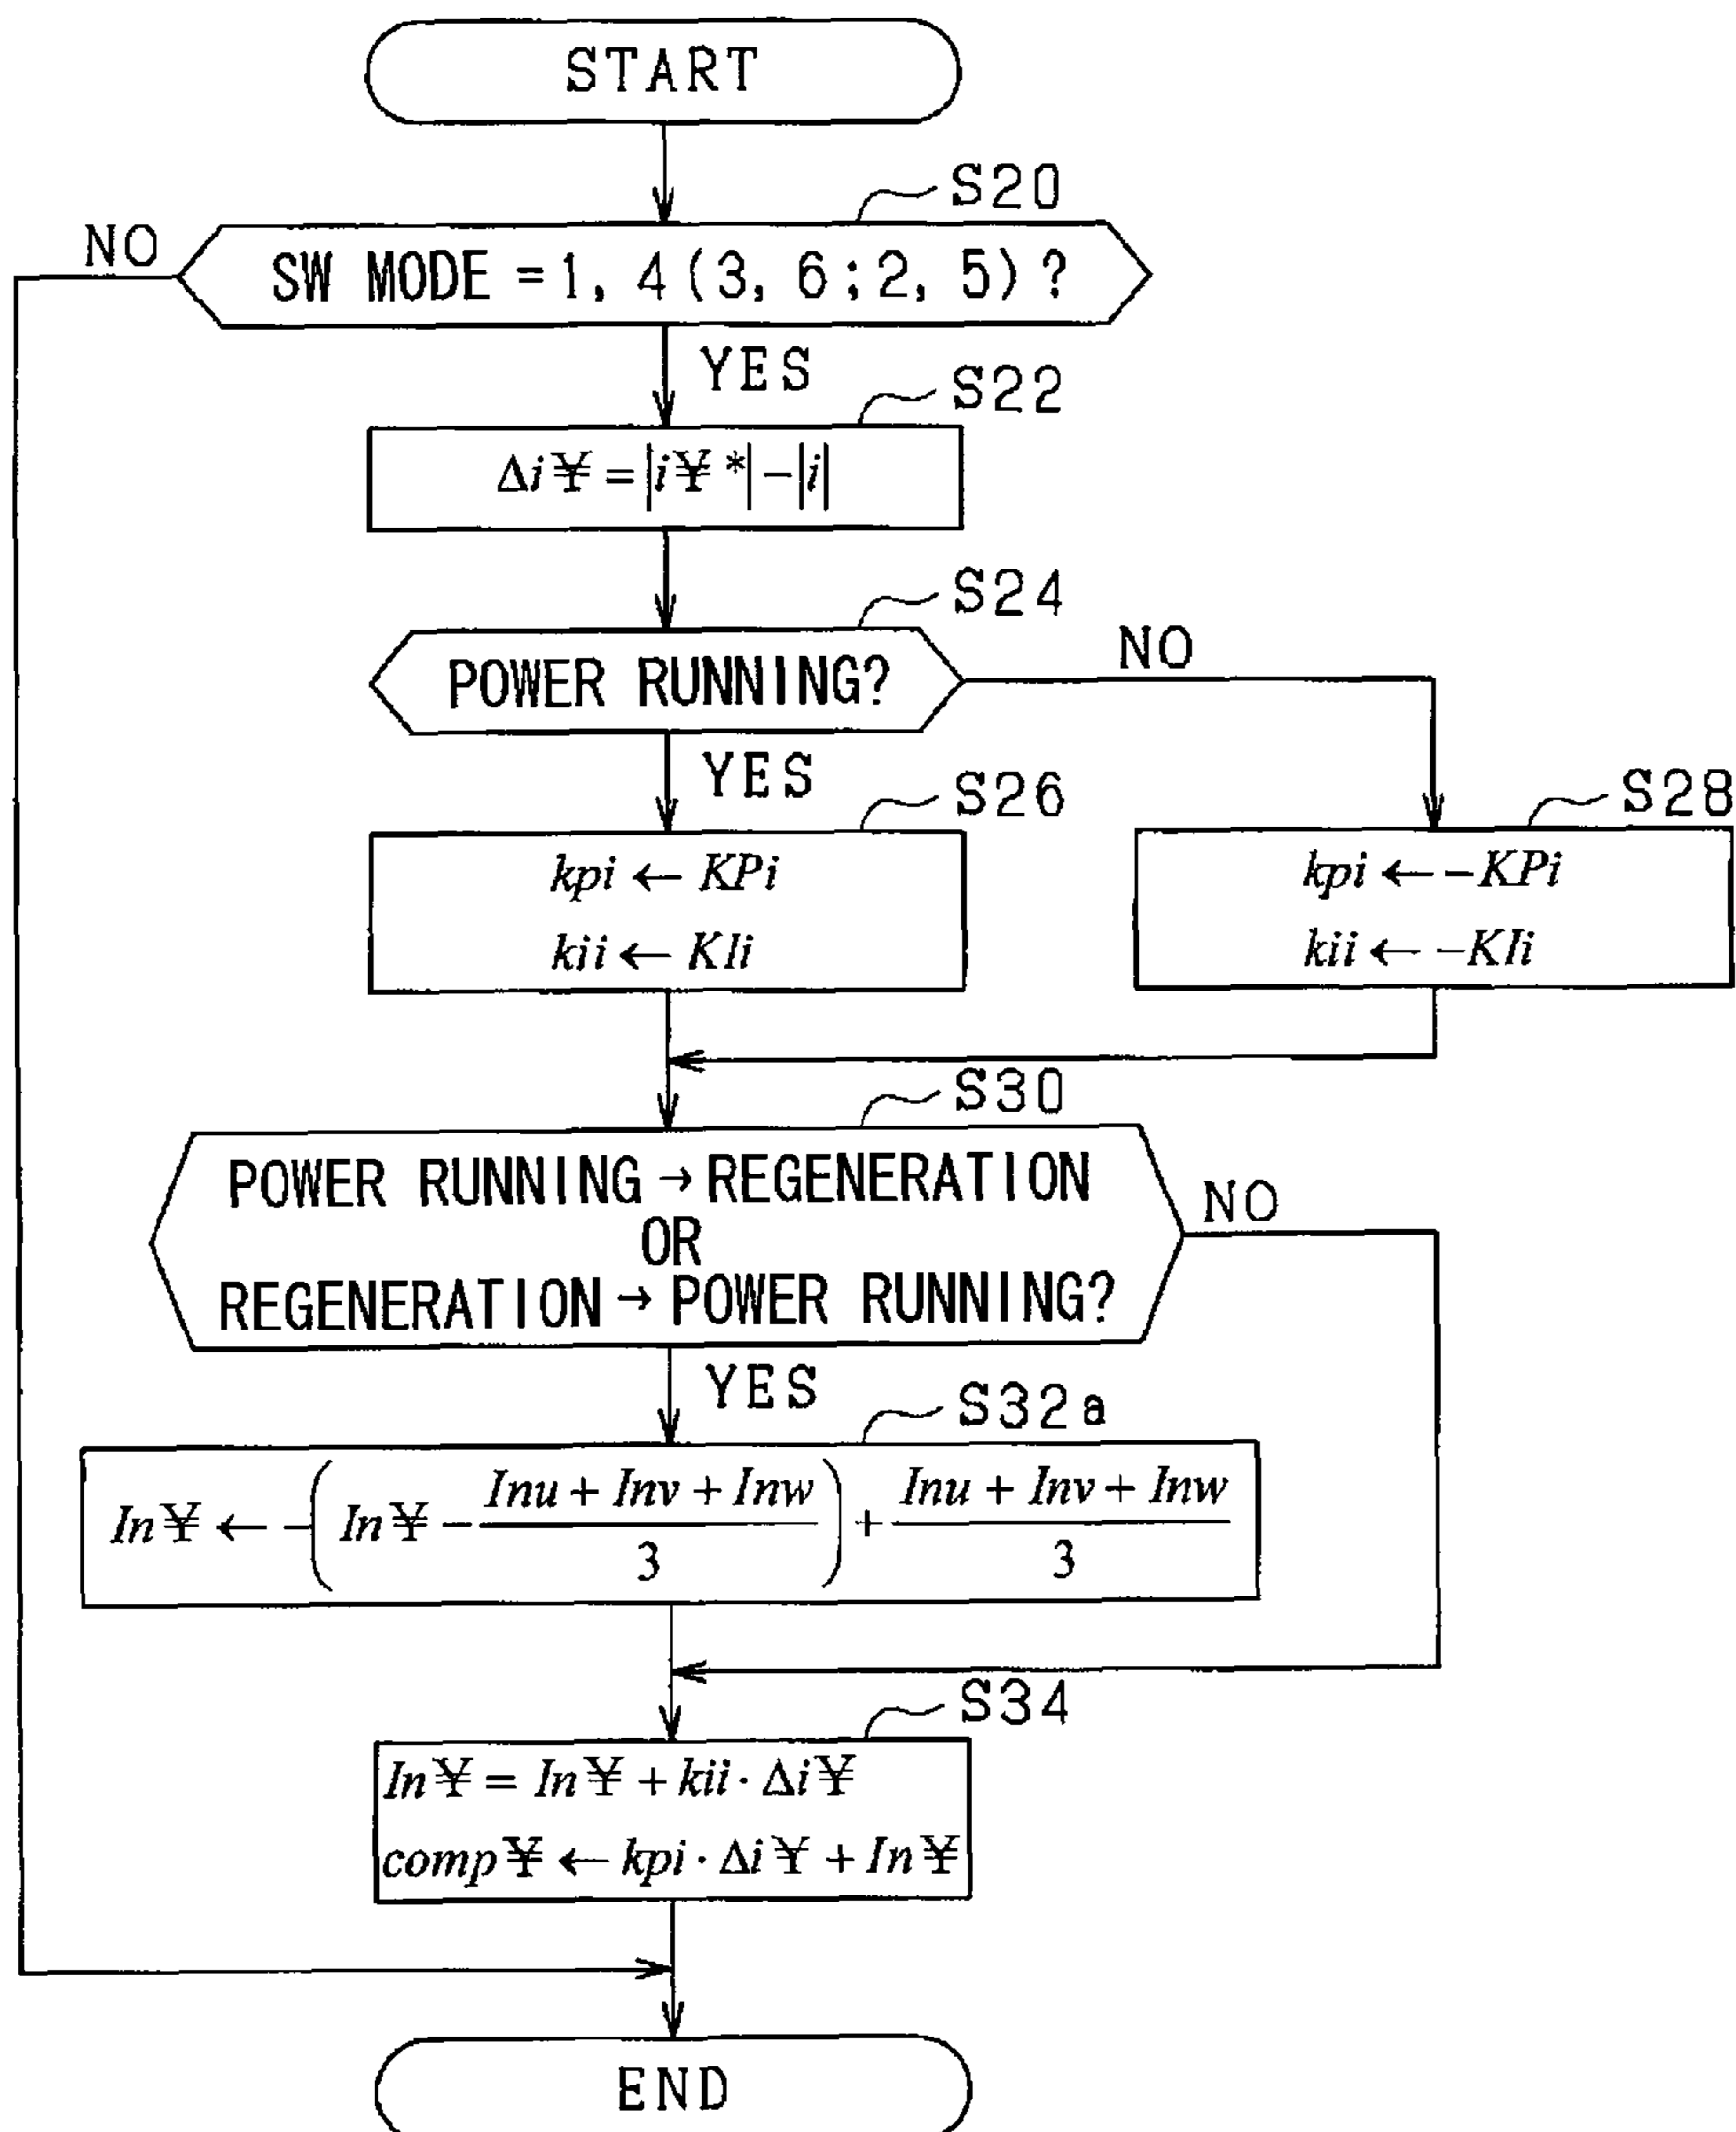 START
S20
NO
SW MODE = 1, 4 (3, 6 ; 2, 5) ?
YES
S22
Δi¥ = |i¥*| − |i|
S24
POWER RUNNING?
NO
YES
S26
kpi ← KPi
kii ← KIi
S28
kpi ← −KPi
kii ← −KIi
S30
POWER RUNNING → REGENERATION
OR
REGENERATION → POWER RUNNING?
NO
YES
S32a
In¥ ← −(In¥ − (Inu + Inv + Inw)/3) + (Inu + Inv + Inw)/3
S34
In¥ = In¥ + kii · Δi¥
comp¥ ← kpi · Δi¥ + In¥
END